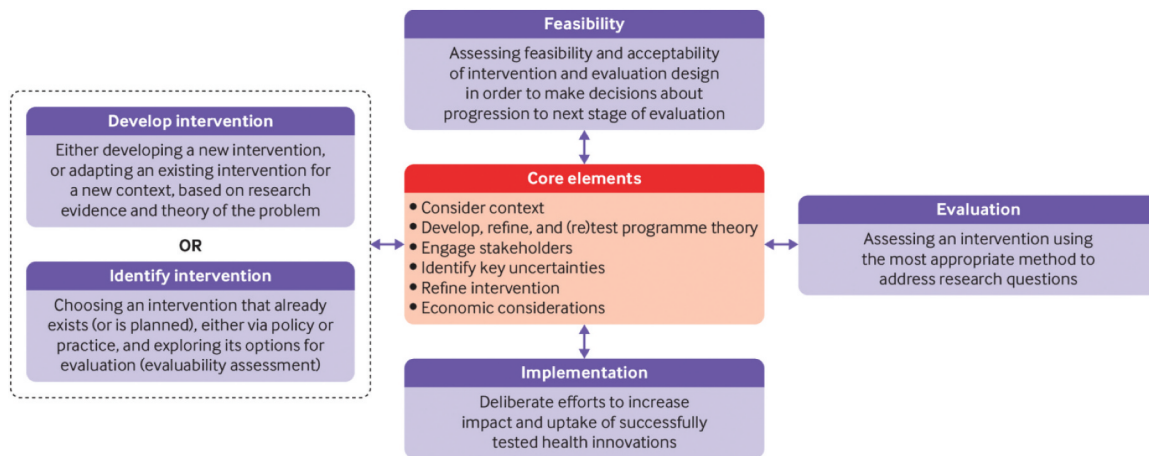 Feasibility
Assessing feasibility and acceptability
of intervention and evaluation design
in order to make decisions about
progression to next stage of evaluation
Develop intervention
Either developing a new intervention,
or adapting an existing intervention for
a new context, based on research
evidence and theory of the problem
OR
Identify intervention
Choosing an intervention that already
exists (or is planned), either via policy or
practice, and exploring its options for
evaluation (evaluability assessment)
Core elements
• Consider context
• Develop, refine, and (re)test programme theory
• Engage stakeholders
• Identify key uncertainties
• Refine intervention
• Economic considerations
Evaluation
Assessing an intervention using
the most appropriate method to
address research questions
Implementation
Deliberate efforts to increase
impact and uptake of successfully
tested health innovations